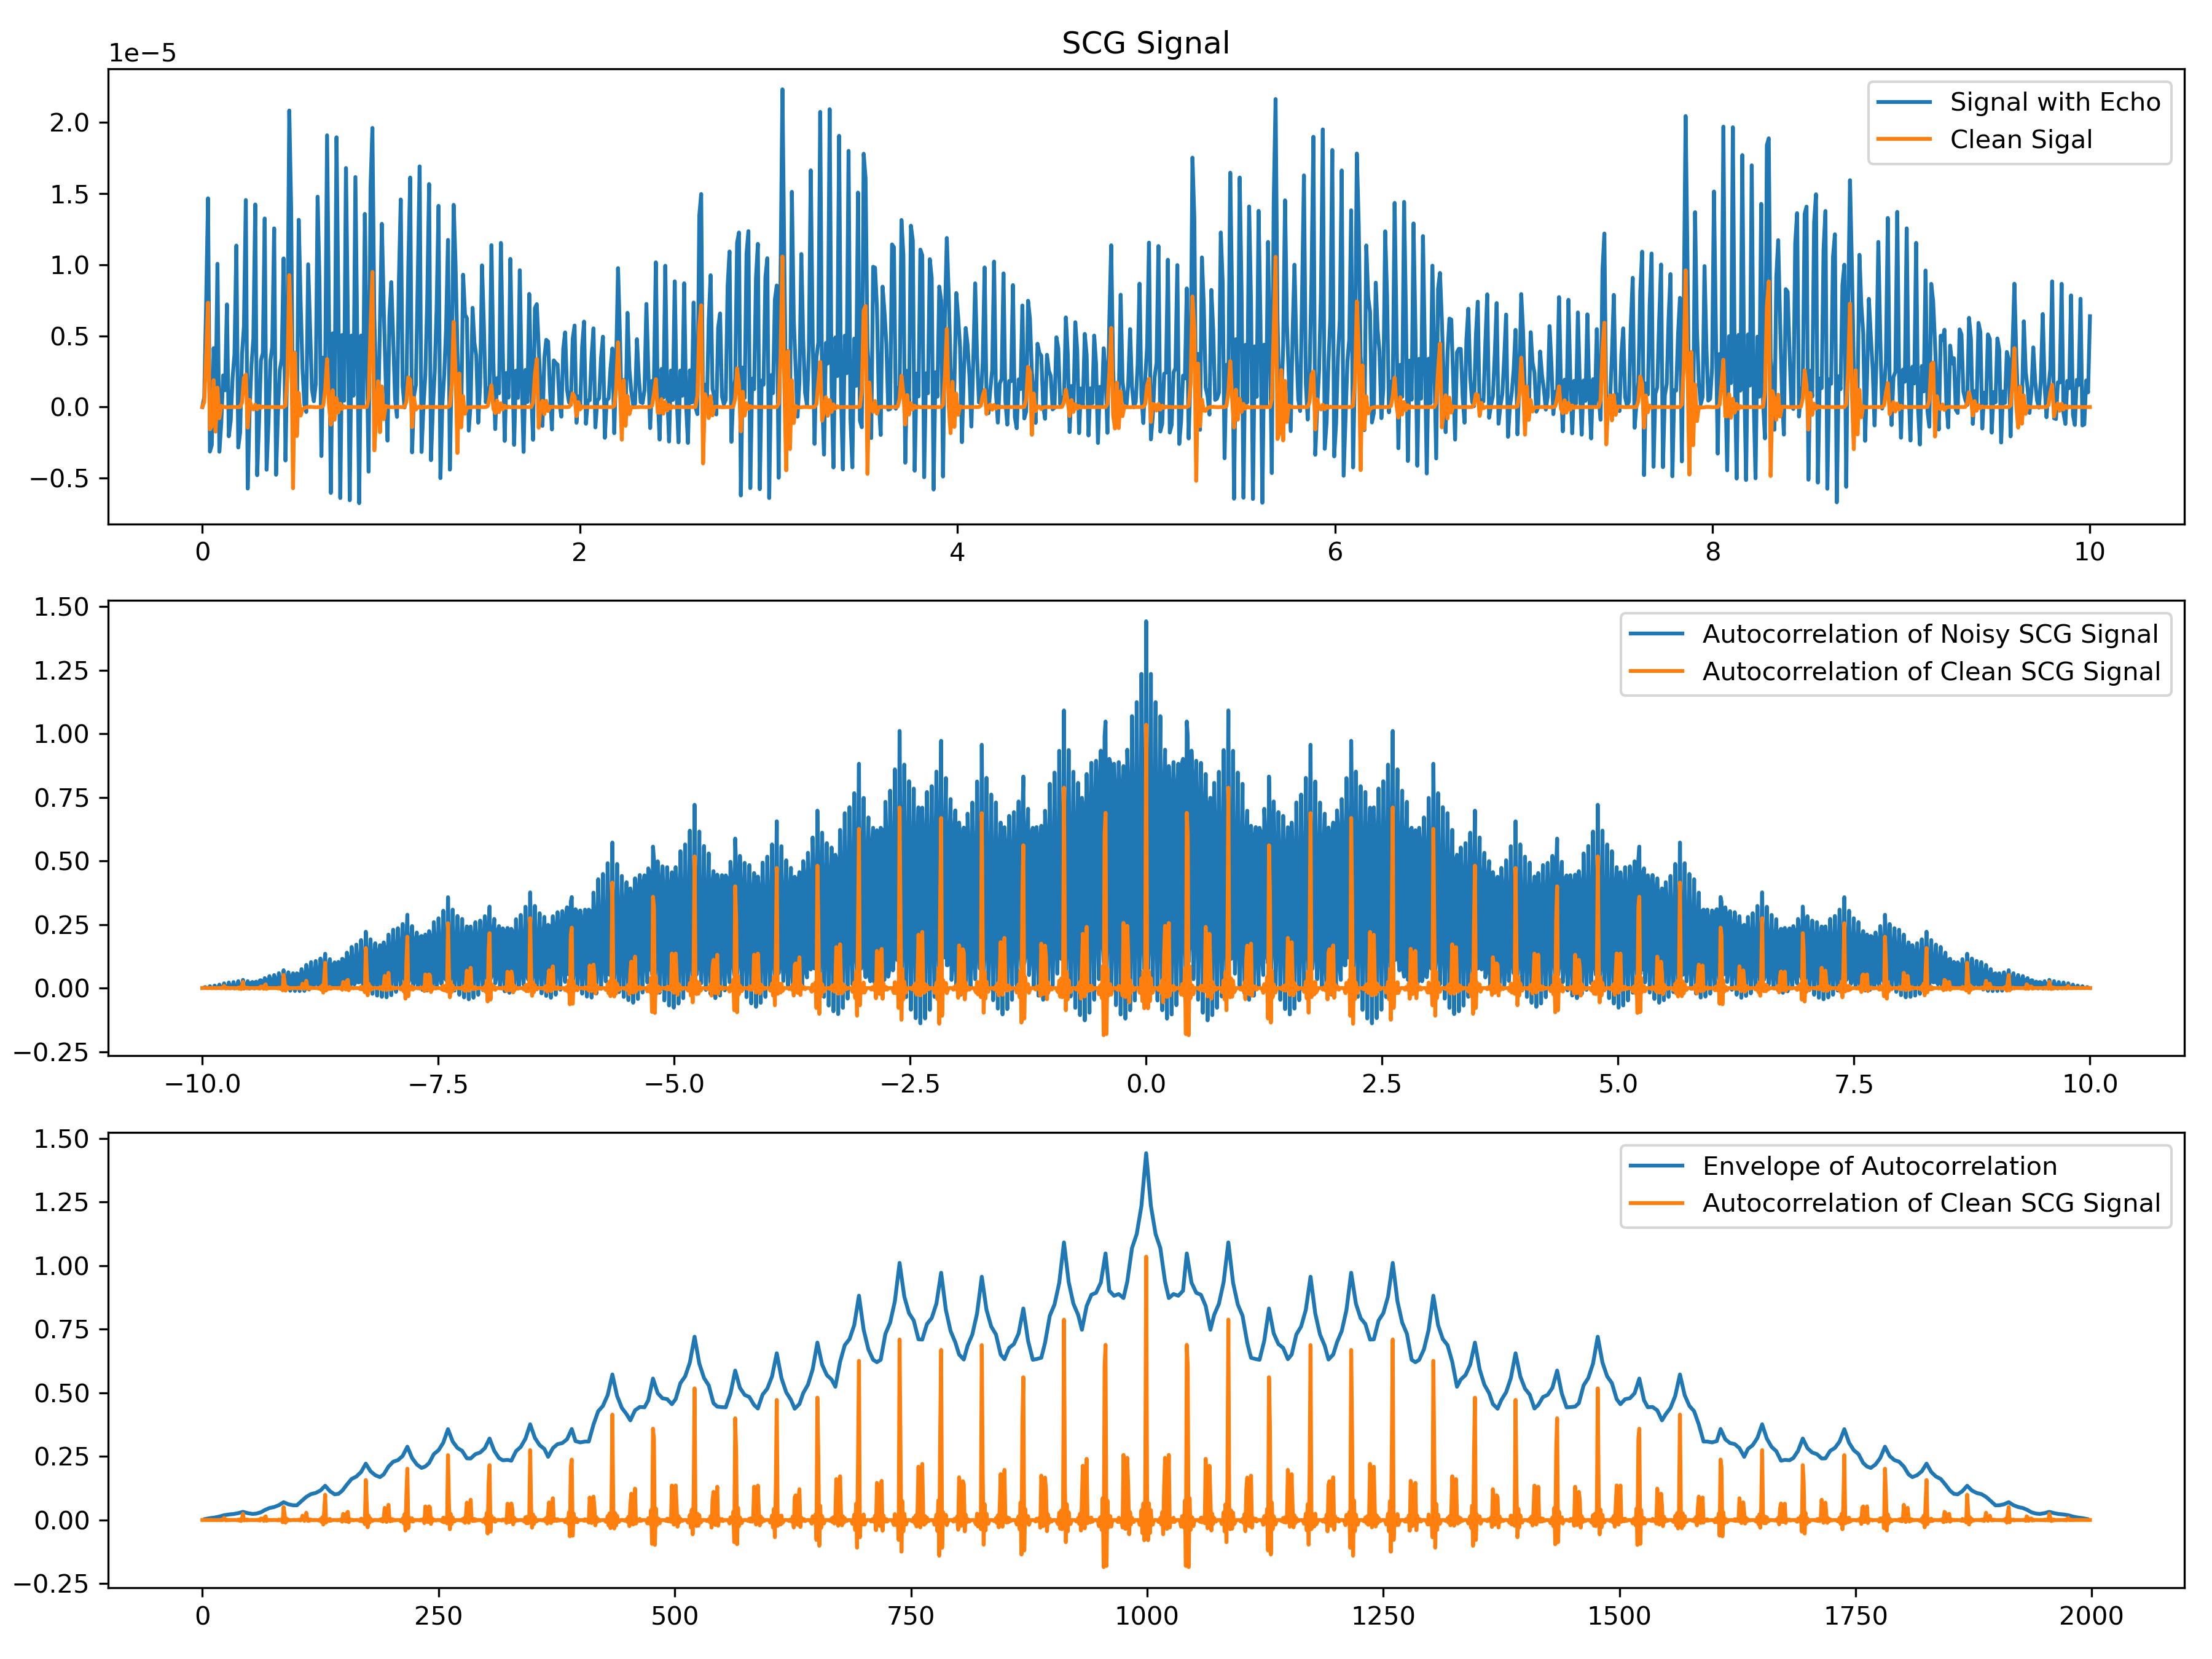 SCG Signal
1e−5
Signal with Echo
Clean Sigal
2.0
1.5
1.0
0.5
0.0
−0.5
0 2 4 6 8 10
Autocorrelation of Noisy SCG Signal
Autocorrelation of Clean SCG Signal
1.50
1.25
1.00
0.75
0.50
0.25
0.00
−0.25
−10.0 −7.5 −5.0 −2.5 0.0 2.5 5.0 7.5 10.0
Envelope of Autocorrelation
Autocorrelation of Clean SCG Signal
1.50
1.25
1.00
0.75
0.50
0.25
0.00
−0.25
0 250 500 750 1000 1250 1500 1750 2000